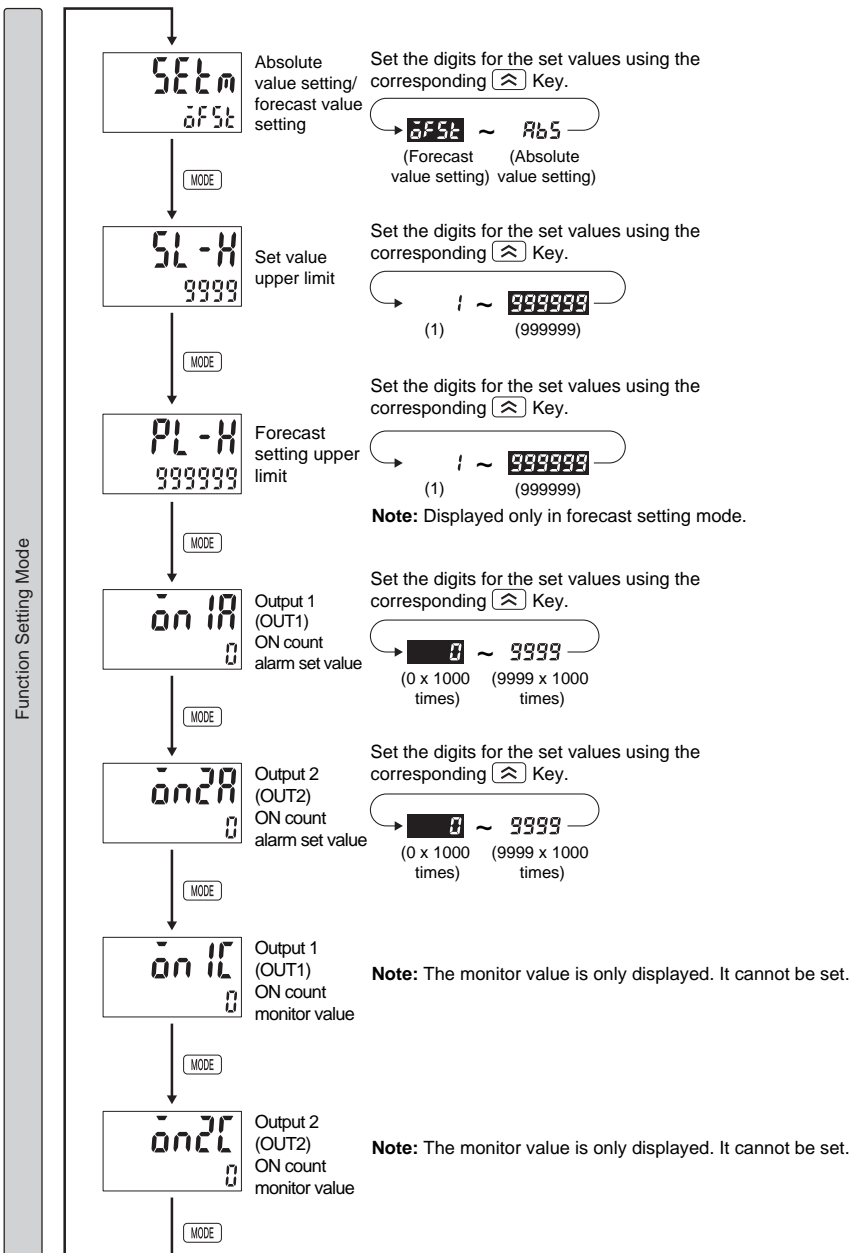 Function Setting Mode
SEtm
oFSt
Absolute
value setting/
forecast value
setting
Set the digits for the set values using the
corresponding Key.
oFSt ~ AbS
(Forecast (Absolute
value setting) value setting)
MODE
SL-H
9999
Set value
upper limit
Set the digits for the set values using the
corresponding Key.
1 ~ 999999
(1) (999999)
MODE
PL-H
999999
Forecast
setting upper
limit
Set the digits for the set values using the
corresponding Key.
1 ~ 999999
(1) (999999)
Note: Displayed only in forecast setting mode.
MODE
on1A
0
Output 1
(OUT1)
ON count
alarm set value
Set the digits for the set values using the
corresponding Key.
0 ~ 9999
(0 x 1000 (9999 x 1000
times) times)
MODE
on2A
0
Output 2
(OUT2)
ON count
alarm set value
Set the digits for the set values using the
corresponding Key.
0 ~ 9999
(0 x 1000 (9999 x 1000
times) times)
MODE
on1C
0
Output 1
(OUT1)
ON count
monitor value
Note: The monitor value is only displayed. It cannot be set.
MODE
on2C
0
Output 2
(OUT2)
ON count
monitor value
Note: The monitor value is only displayed. It cannot be set.
MODE